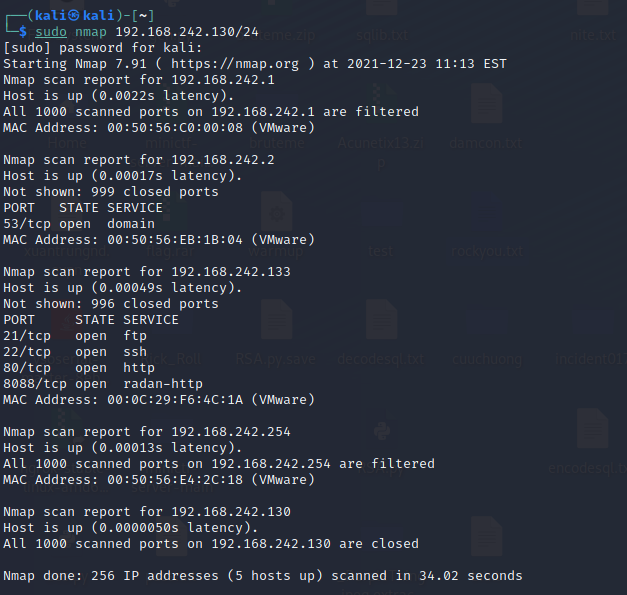 ┌──(kali㉿kali)-[~]
└─$ sudo nmap 192.168.242.130/24
[sudo] password for kali:
Starting Nmap 7.91 ( https://nmap.org ) at 2021-12-23 11:13 EST
Nmap scan report for 192.168.242.1
Host is up (0.0022s latency).
All 1000 scanned ports on 192.168.242.1 are filtered
MAC Address: 00:50:56:C0:00:08 (VMware)

Nmap scan report for 192.168.242.2
Host is up (0.00017s latency).
Not shown: 999 closed ports
PORT   STATE SERVICE
53/tcp open  domain
MAC Address: 00:50:56:EB:1B:04 (VMware)

Nmap scan report for 192.168.242.133
Host is up (0.00049s latency).
Not shown: 996 closed ports
PORT     STATE SERVICE
21/tcp   open  ftp
22/tcp   open  ssh
80/tcp   open  http
8088/tcp open  radan-http
MAC Address: 00:0C:29:F6:4C:1A (VMware)

Nmap scan report for 192.168.242.254
Host is up (0.00013s latency).
All 1000 scanned ports on 192.168.242.254 are filtered
MAC Address: 00:50:56:E4:2C:18 (VMware)

Nmap scan report for 192.168.242.130
Host is up (0.0000050s latency).
All 1000 scanned ports on 192.168.242.130 are closed

Nmap done: 256 IP addresses (5 hosts up) scanned in 34.02 seconds